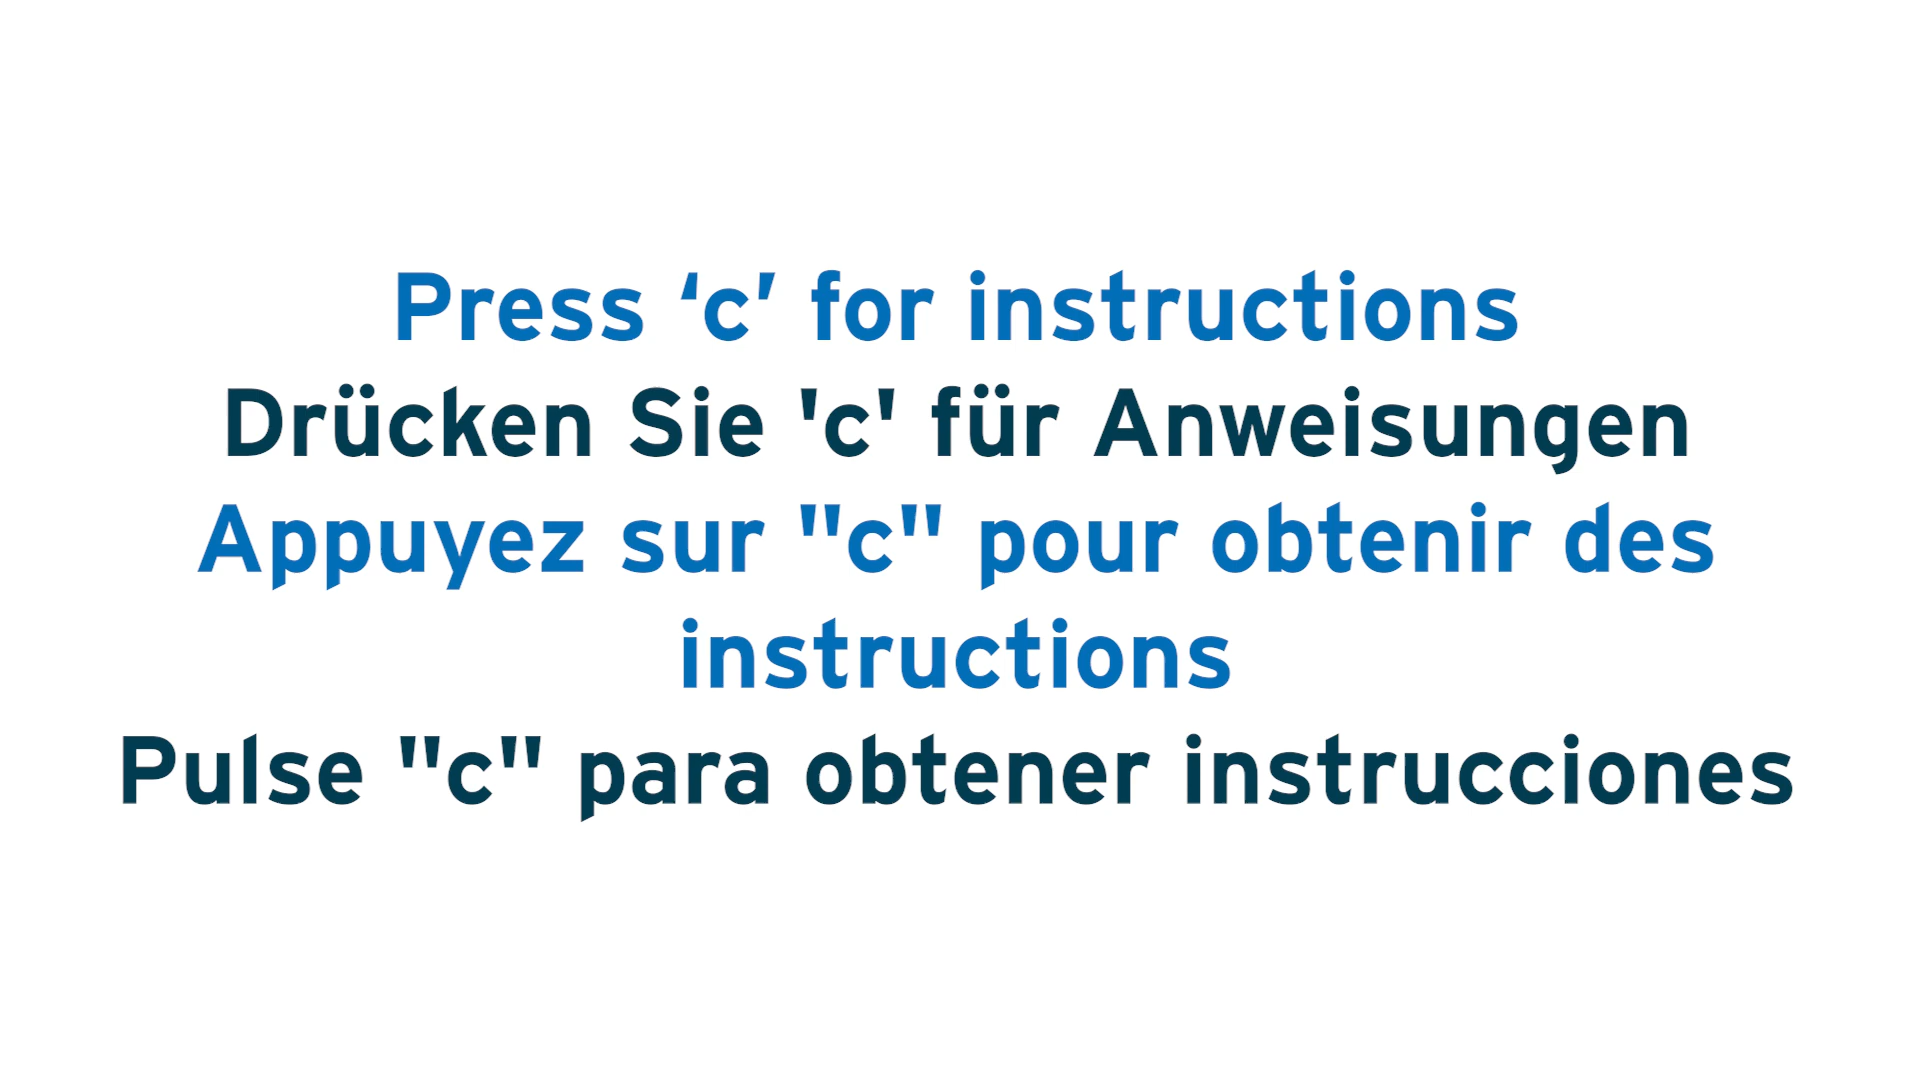 Press ‘c’ for instructions
Drücken Sie 'c' für Anweisungen
Appuyez sur "c" pour obtenir des
instructions
Pulse "c" para obtener instrucciones